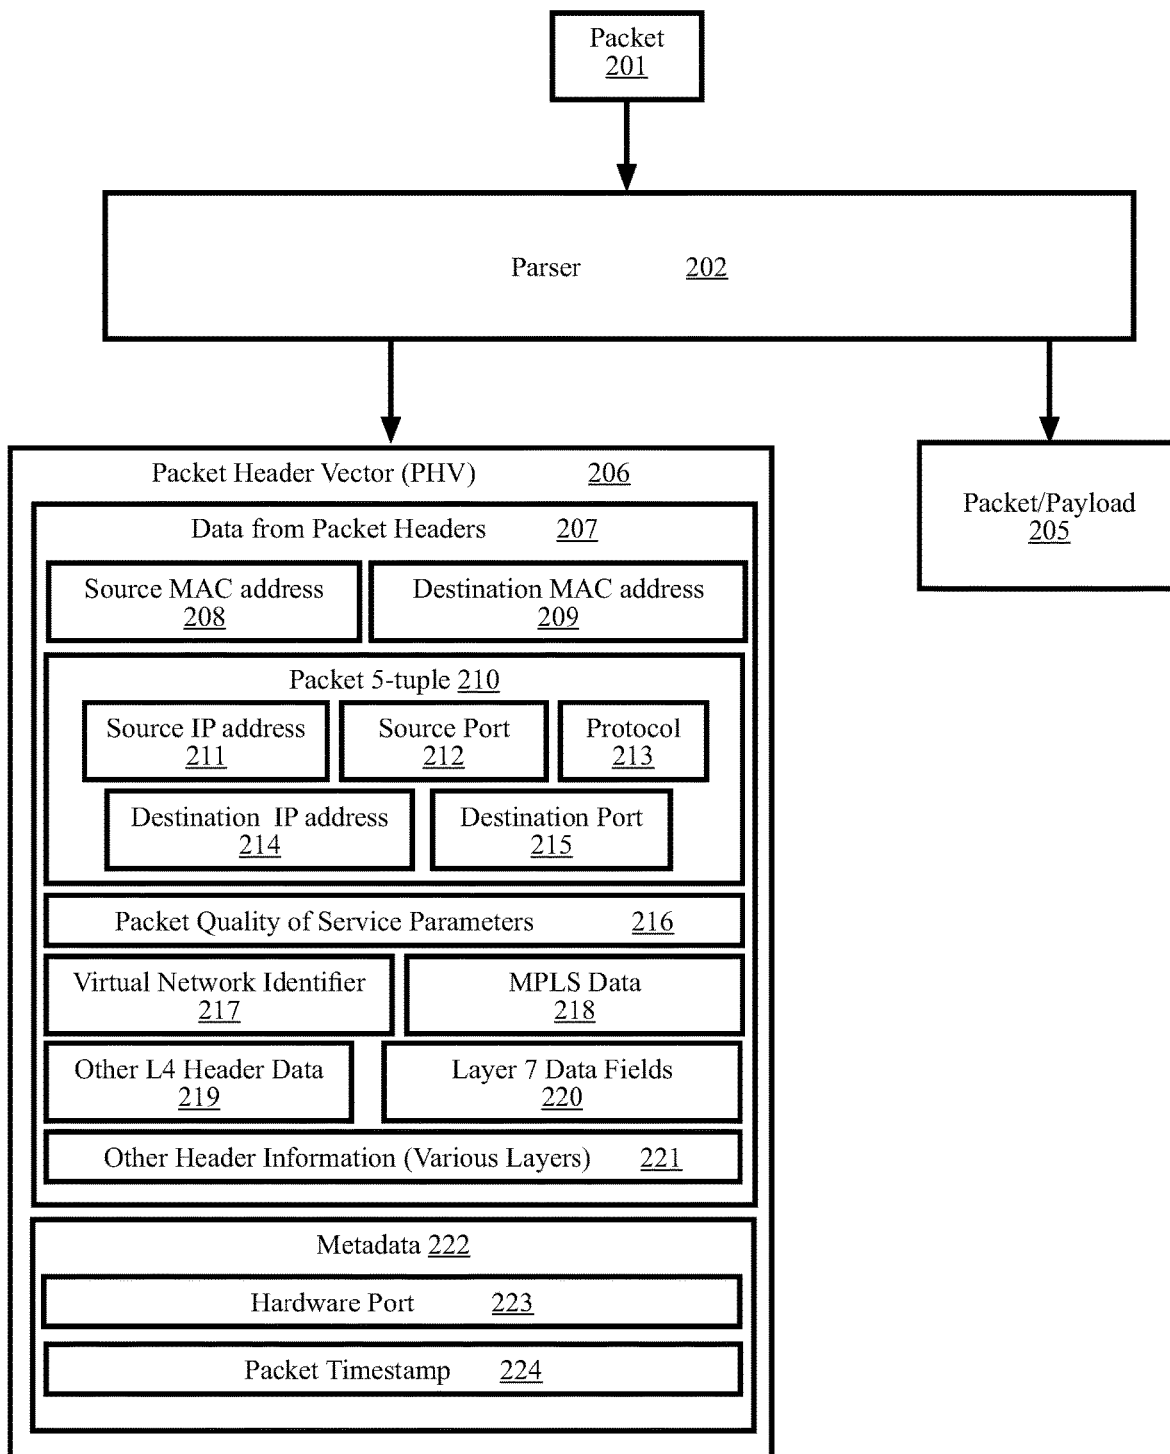 Packet
201
Parser 202
Packet Header Vector (PHV) 206
Data from Packet Headers 207
Source MAC address
208
Destination MAC address
209
Packet 5-tuple 210
Source IP address
211
Source Port
212
Protocol
213
Destination IP address
214
Destination Port
215
Packet Quality of Service Parameters 216
Virtual Network Identifier
217
MPLS Data
218
Other L4 Header Data
219
Layer 7 Data Fields
220
Other Header Information (Various Layers) 221
Metadada 222
Hardware Port 223
Packet Timestamp 224
Packet/Payload
205